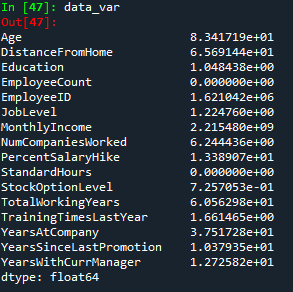 In [47]: data_var
Out[47]:
Age 8.341719e+01
DistanceFromHome 6.569144e+01
Education 1.048438e+00
EmployeeCount 0.000000e+00
EmployeeID 1.621042e+06
JobLevel 1.224760e+00
MonthlyIncome 2.215480e+09
NumCompaniesWorked 6.244436e+00
PercentSalaryHike 1.338907e+01
StandardHours 0.000000e+00
StockOptionLevel 7.257053e-01
TotalWorkingYears 6.056298e+01
TrainingTimesLastYear 1.661465e+00
YearsAtCompany 3.751728e+01
YearsSinceLastPromotion 1.037935e+01
YearsWithCurrManager 1.272582e+01
dtype: float64